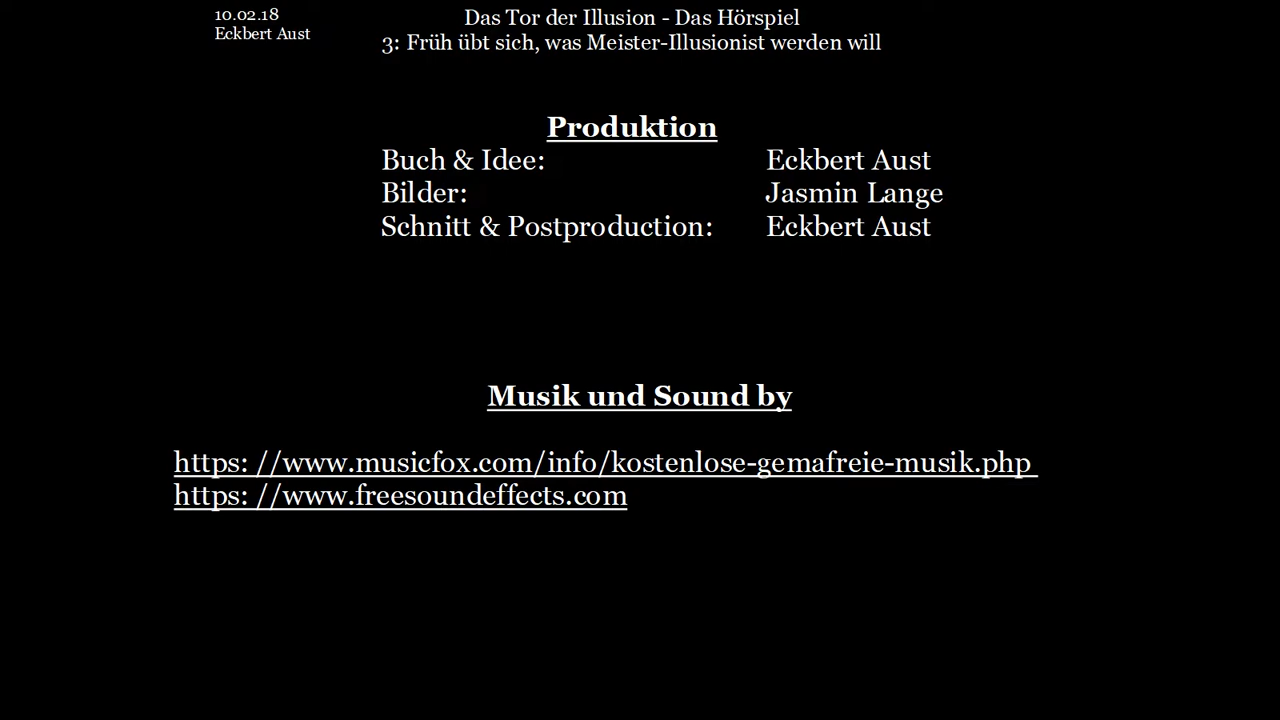 10.02.18
Eckbert Aust
Das Tor der Illusion - Das Hörspiel
3: Früh übt sich, was Meister-Illusionist werden will
Produktion
Buch & Idee: Eckbert Aust
Bilder: Jasmin Lange
Schnitt & Postproduction: Eckbert Aust
Musik und Sound by
https: //www.musicfox.com/info/kostenlose-gemafreie-musik.php
https: //www.freesoundeffects.com